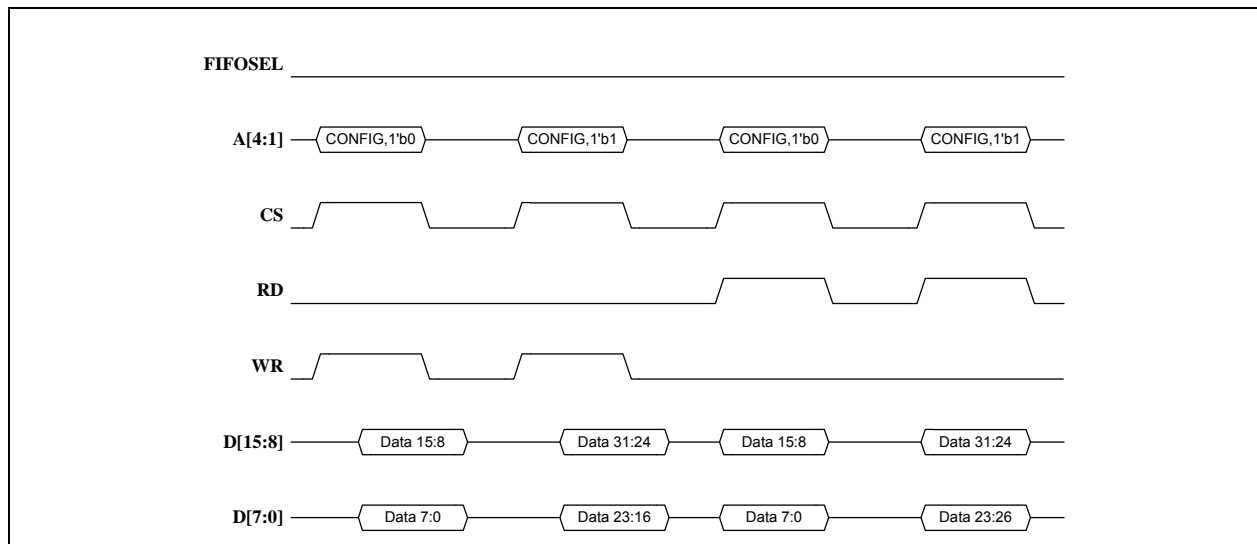 FIFOSEL
A[4:1] CONFIG,1'b0 CONFIG,1'b1 CONFIG,1'b0 CONFIG,1'b1
CS
RD
WR
D[15:8] Data 15:8 Data 31:24 Data 15:8 Data 31:24
D[7:0] Data 7:0 Data 23:16 Data 7:0 Data 23:26